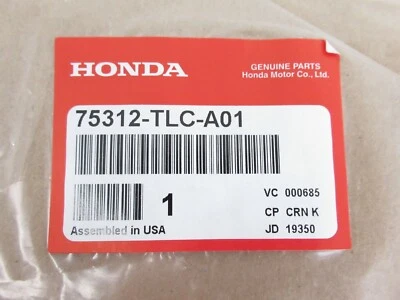 HONDA
GENUINE PARTS
Honda Motor Co., Ltd.
75312-TLC-A01
1
VC 000685
CP CRN K
Assembled in USA
JD 19350